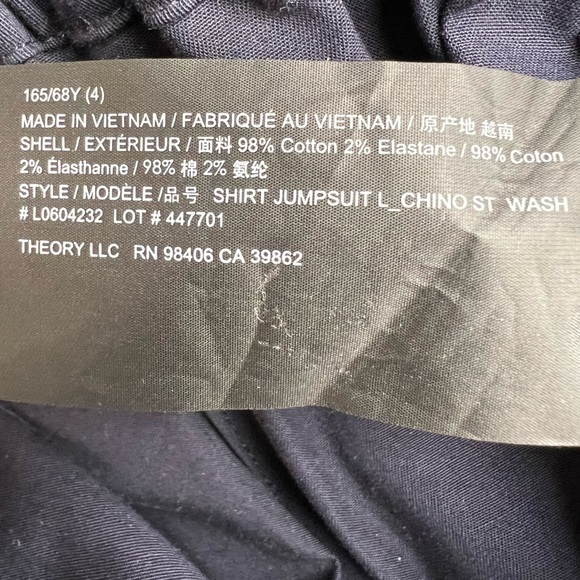 165/68Y (4)
MADE IN VIETNAM / FABRIQUÉ AU VIETNAM / 原产地 越南
SHELL / EXTÉRIEUR / 面料 98% Cotton 2% Elastane / 98% Coton
2% Élasthanne / 98% 棉 2% 氨纶
STYLE / MODÈLE / 品号 SHIRT JUMPSUIT L_CHINO ST WASH
# L0604232 LOT # 447701
THEORY LLC RN 98406 CA 39862